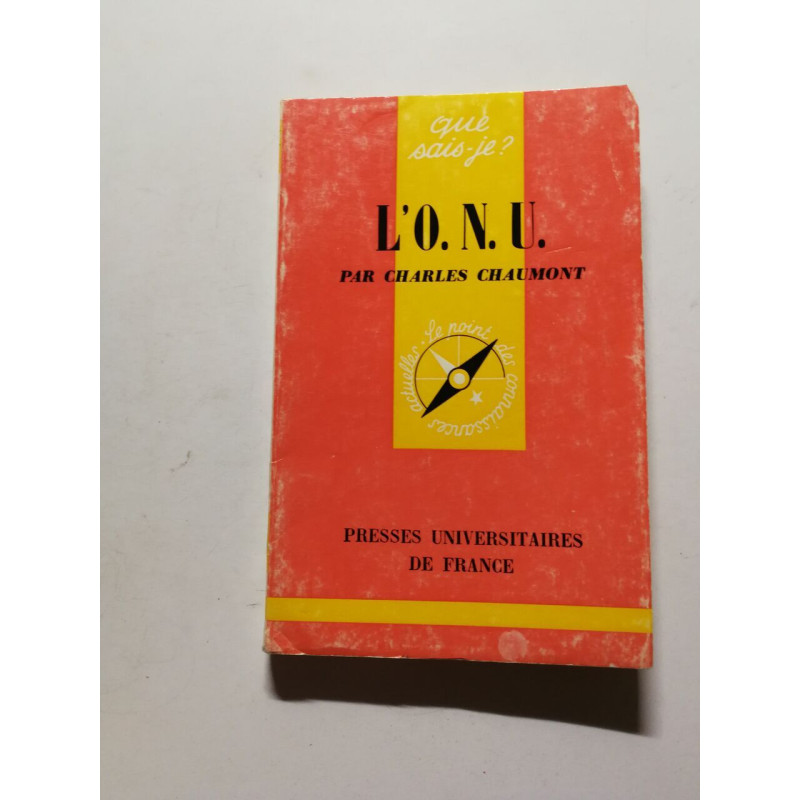 que
sais-je?
L'O. N. U.
PAR CHARLES CHAUMONT
Le point des connaissances actuelles.
PRESSES UNIVERSITAIRES
DE FRANCE